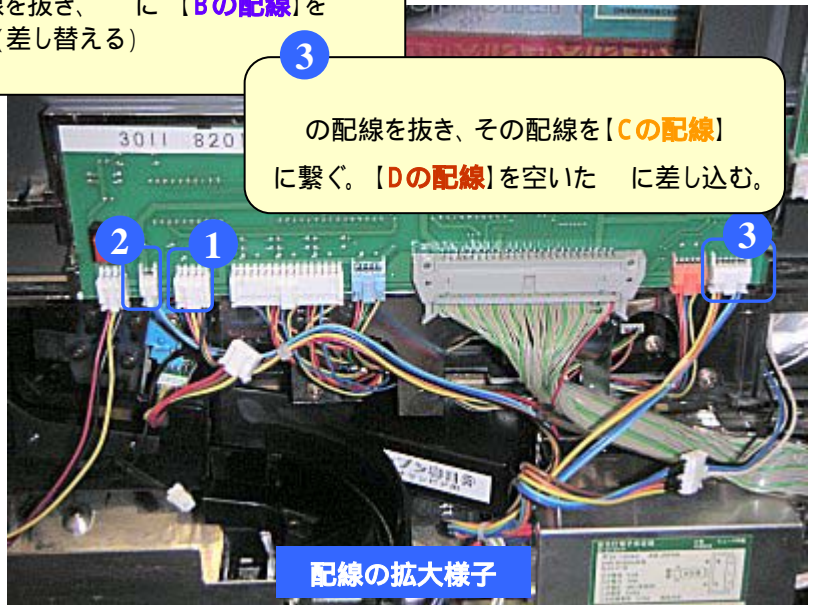 線を抜き、 に【Bの配線】を
(差し替える)
3
の配線を抜き、その配線を【Cの配線】
に繋ぐ。【Dの配線】を空いた に差し込む。
3011 8201
2
1
3
配線の拡大様子